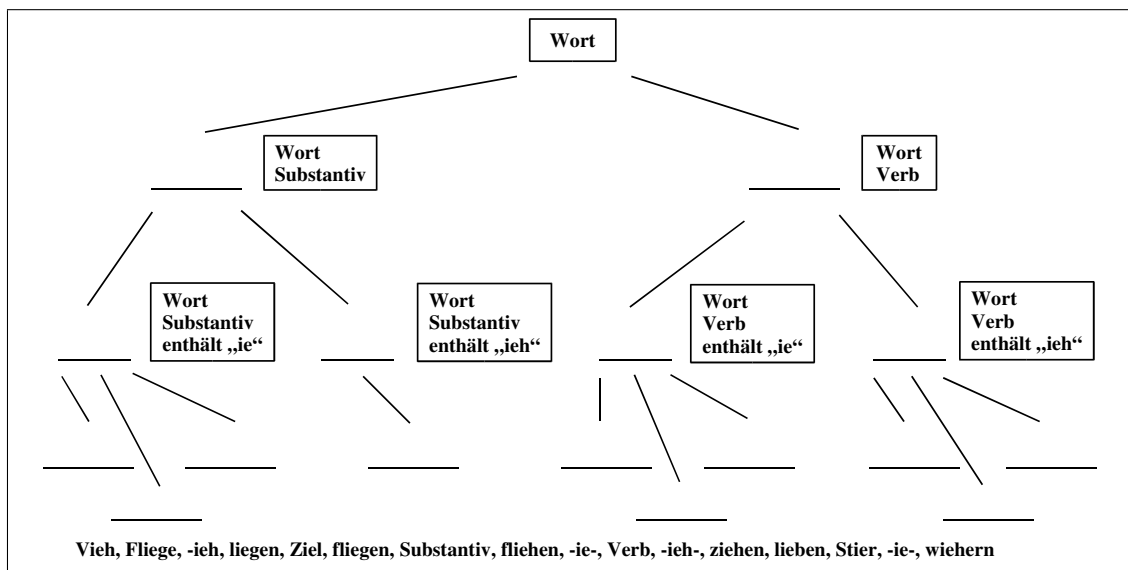 Wort
Wort
Substantiv
Wort
Verb
Wort
Substantiv
enthält „ie“
Wort
Substantiv
enthält „ieh“
Wort
Verb
enthält „ie“
Wort
Verb
enthält „ieh“
Vieh, Fliege, -ieh, liegen, Ziel, fliegen, Substantiv, fliehen, -ie-, Verb, -ieh-, ziehen, lieben, Stier, -ie-, wiehern